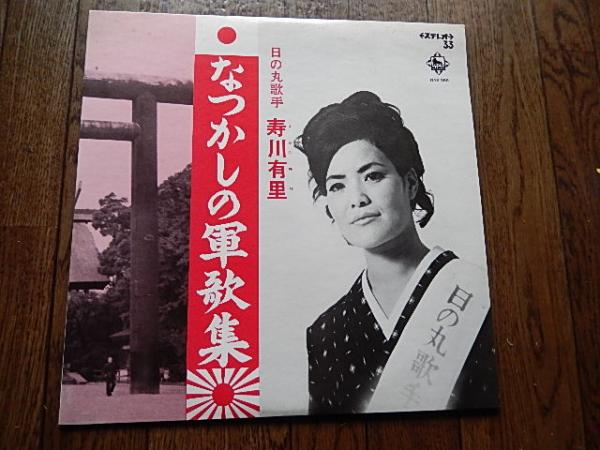 なつかしの軍歌集
日の丸歌手
寿川有里
ステレオ
33
日の丸歌手